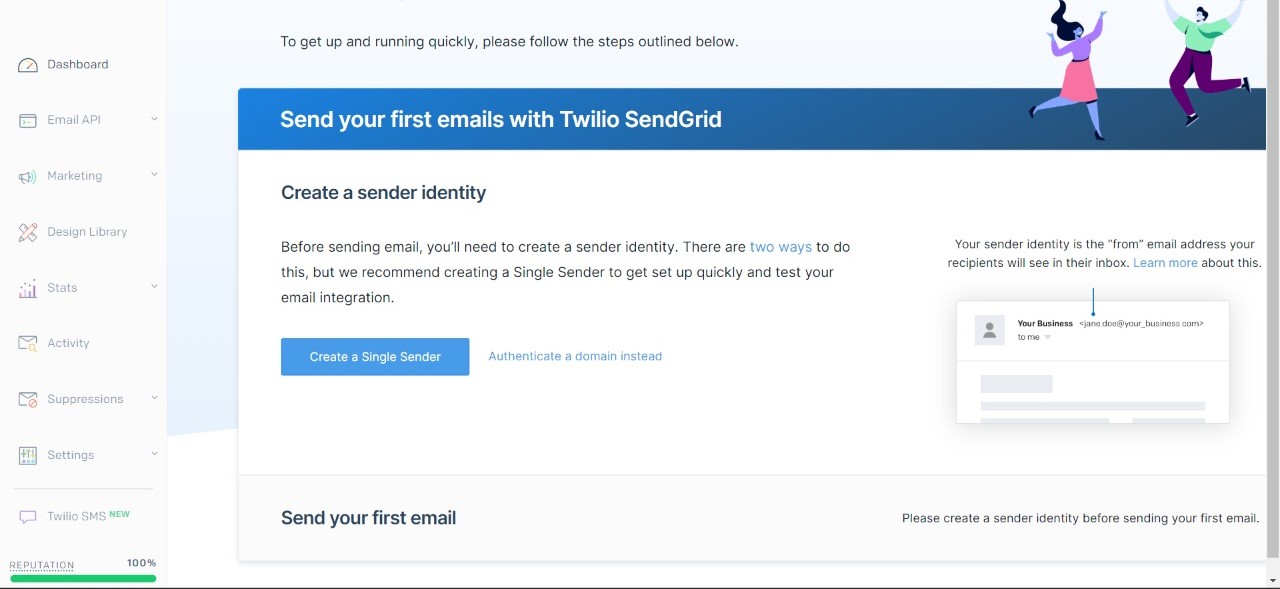 To get up and running quickly, please follow the steps outlined below.
Dashboard
Email API
Marketing
Design Library
Stats
Activity
Suppressions
Settings
Twilio SMS NEW
REPUTATION 100%
Send your first emails with Twilio SendGrid
Create a sender identity
Before sending email, you’ll need to create a sender identity. There are two ways to do
this, but we recommend creating a Single Sender to get set up quickly and test your
email integration.
Create a Single Sender
Authenticate a domain instead
Your sender identity is the “from” email address your
recipients will see in their inbox. Learn more about this.
Your Business <jane.doe@your_business.com>
to me
Send your first email
Please create a sender identity before sending your first email.